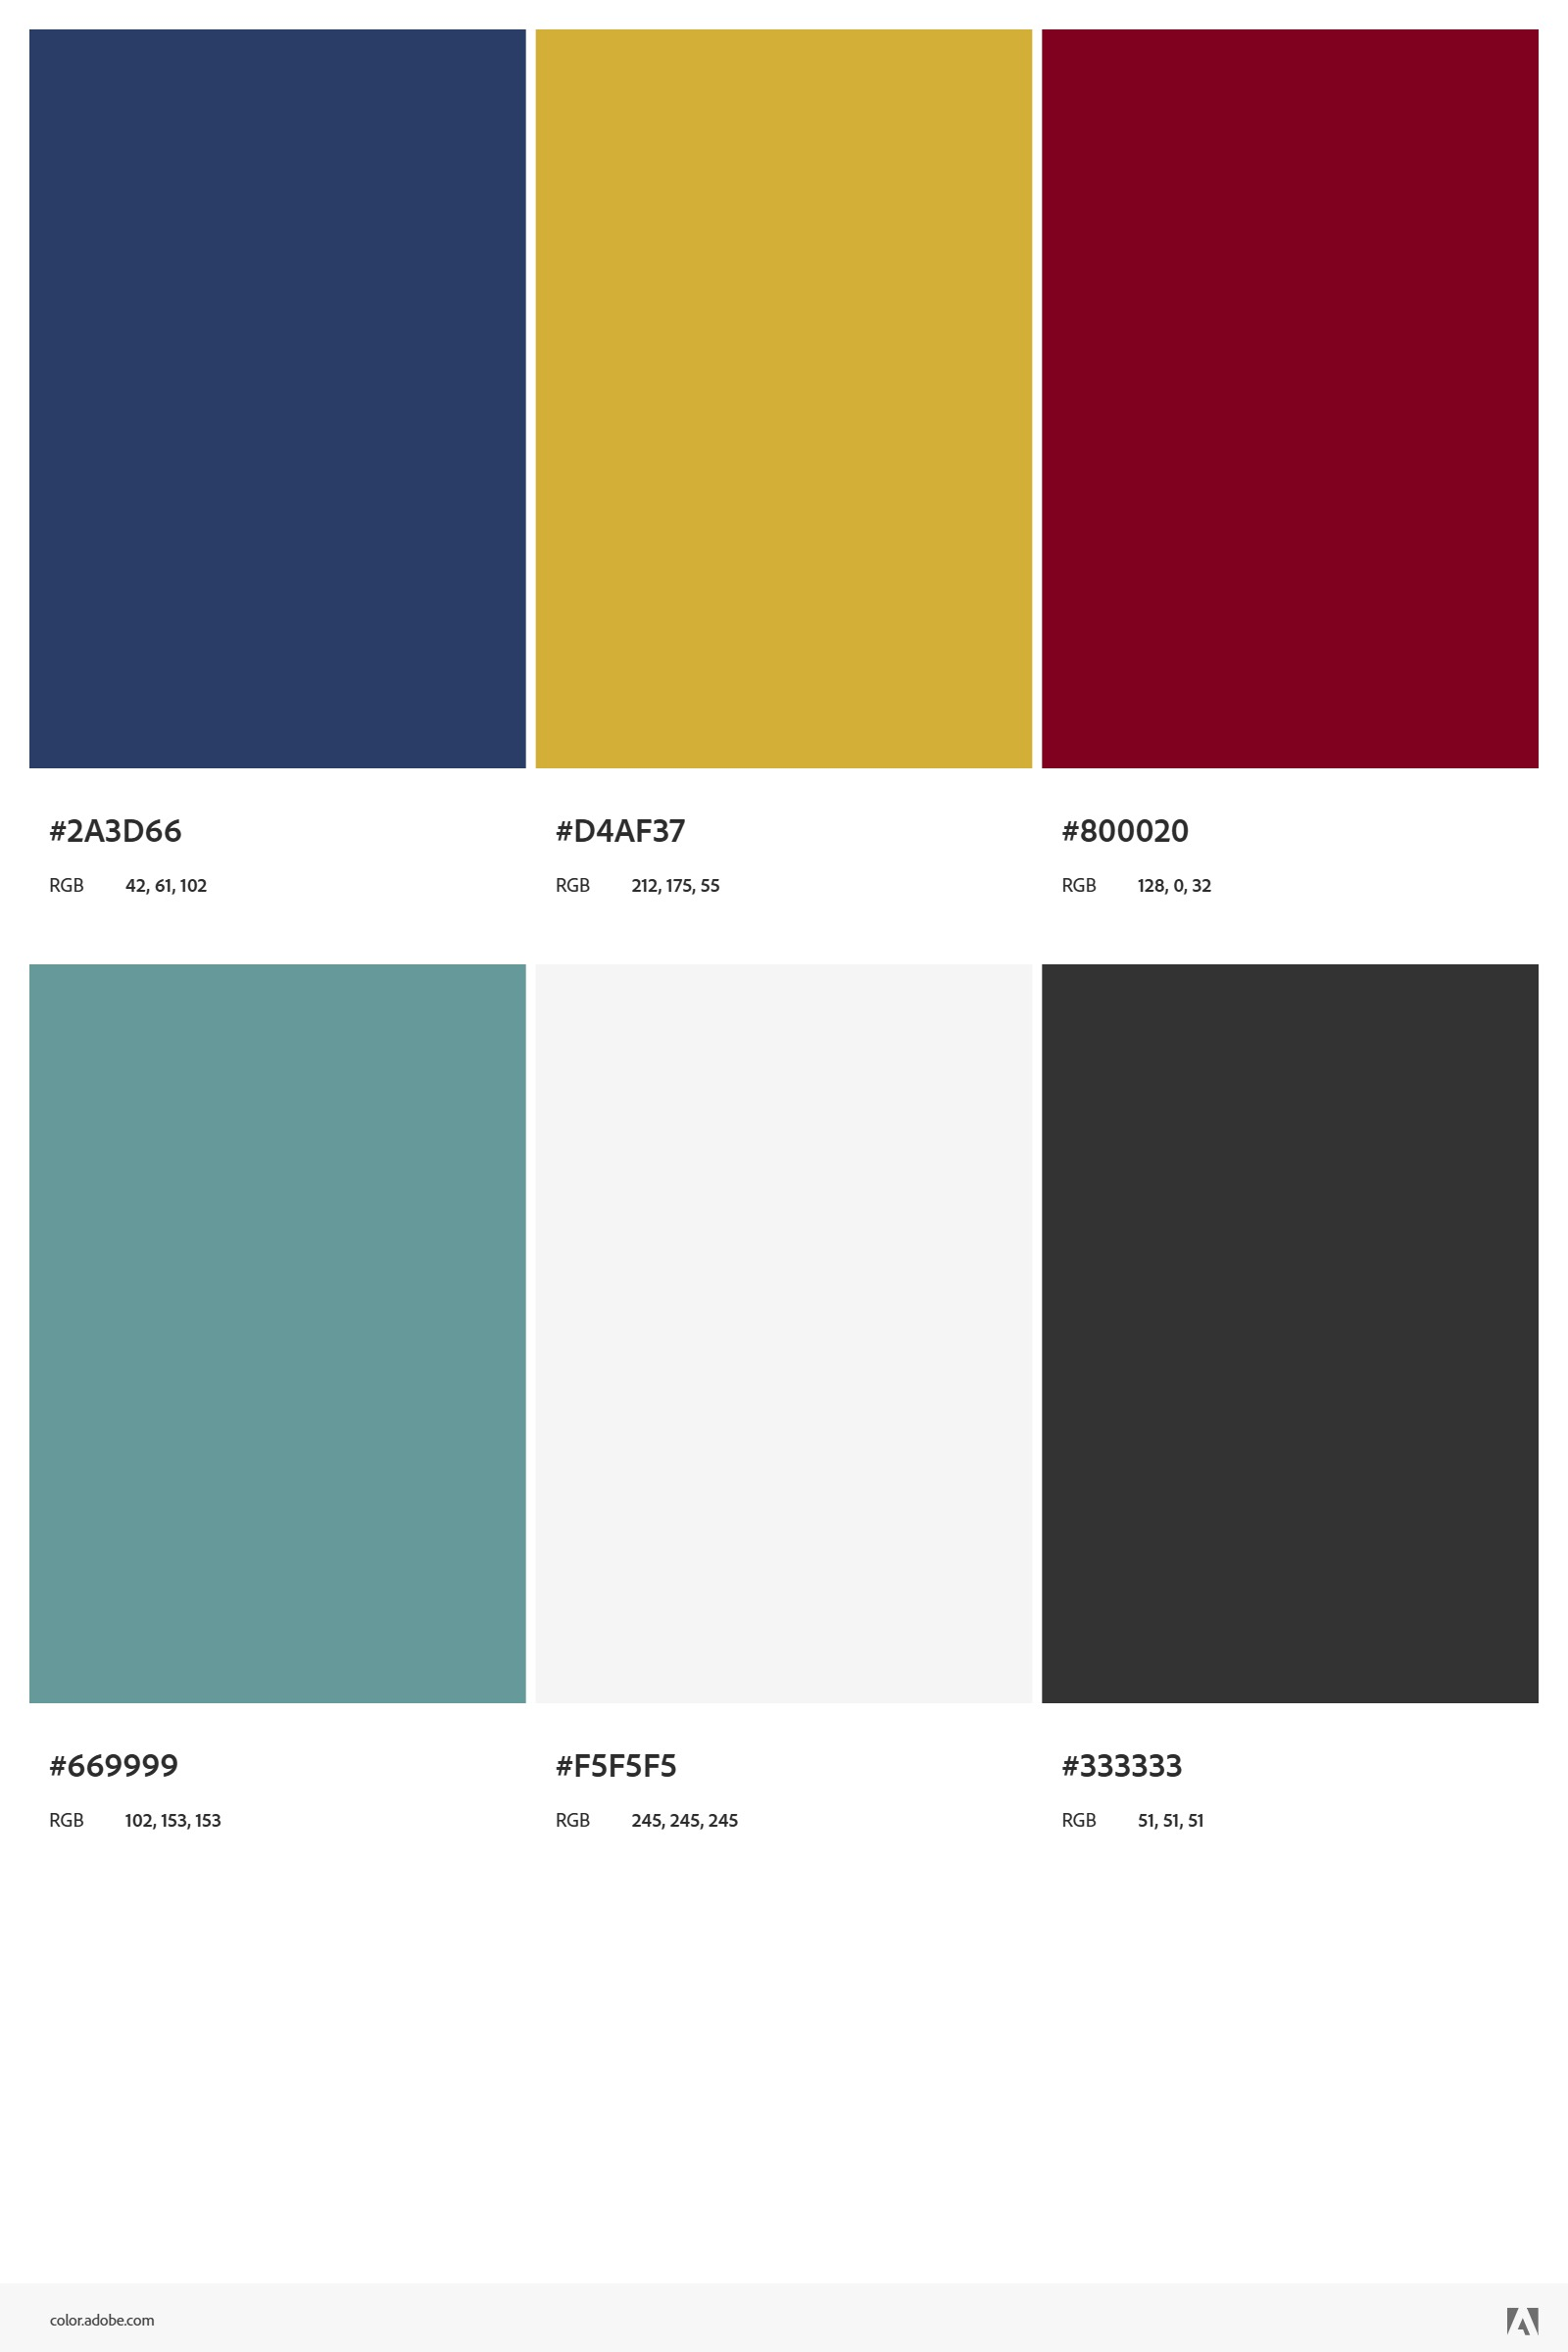 #2A3D66 #D4AF37 #800020
RGB 42, 61, 102 RGB 212, 175, 55 RGB 128, 0, 32
#669999 #F5F5F5 #333333
RGB 102, 153, 153 RGB 245, 245, 245 RGB 51, 51, 51
color.adobe.com